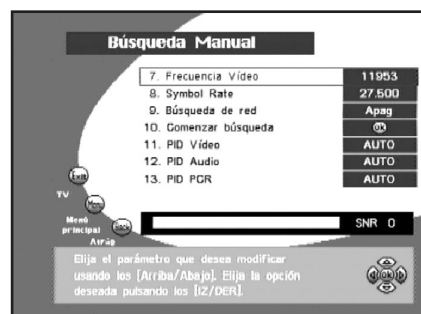 Búsqueda Manual
7. Frecuencia Vídeo 11953
8. Symbol Rate 27.500
9. Búsqueda de red Apag
10. Comenzar búsqueda OK
11. PID Vídeo AUTO
12. PID Audio AUTO
13. PID PCR AUTO
Exit
TV
Menu
Menú
principal
Back
Atrás
SNR 0
Elija el parámetro que desea modificar
usando los [Arriba/Abajo]. Elija la opción
deseada pulsando los [IZ/DER].
OK